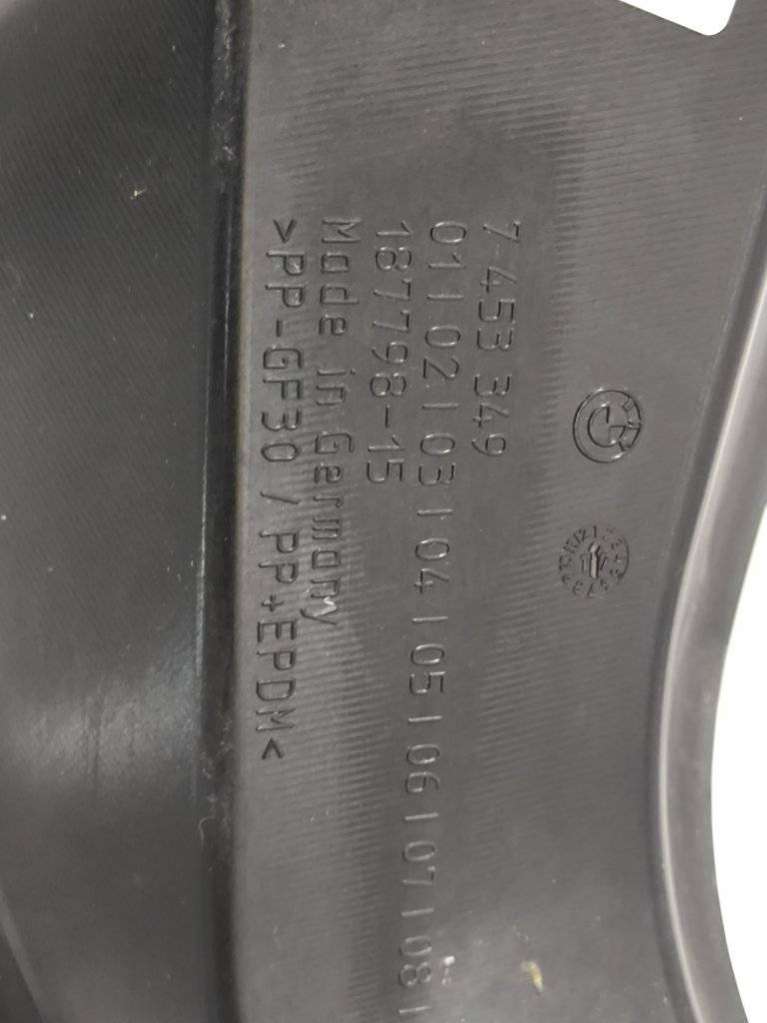 7 453 349
01 | 02 | 03 | 04 | 05 | 06 | 07 | 08 |
187798-15
Made in Germany
>PP-GF30 / PP+EPDM<